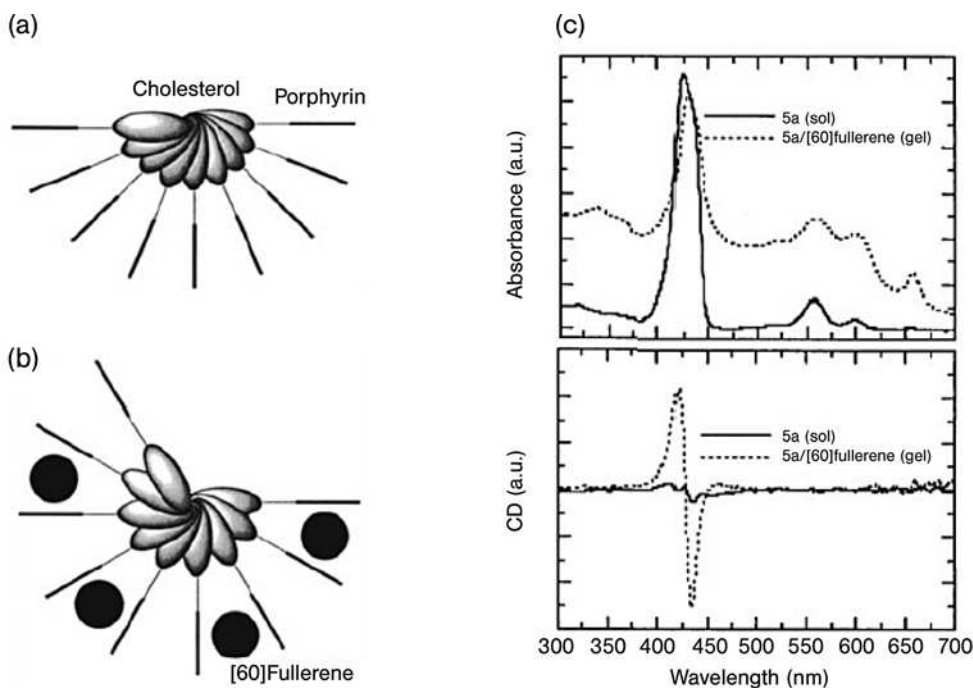 (a)
Cholesterol
Porphyrin
(b)
[60]Fullerene
(c)
Absorbance (a.u.)
5a (sol)
5a/[60]fullerene (gel)
CD (a.u.)
5a (sol)
5a/[60]fullerene (gel)
300 350 400 450 500 550 600 650 700
Wavelength (nm)